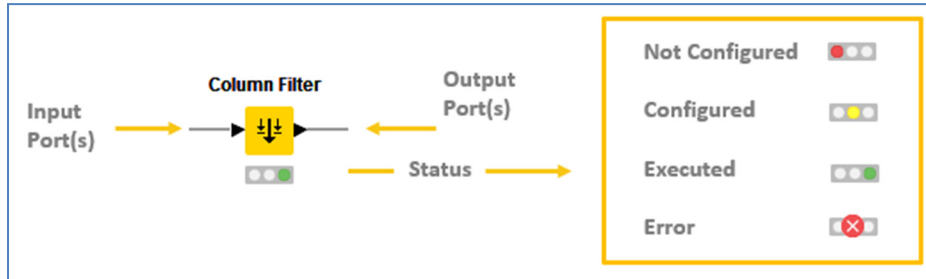 Column Filter
Input
Port(s)
Output
Port(s)
Status
Not Configured
Configured
Executed
Error